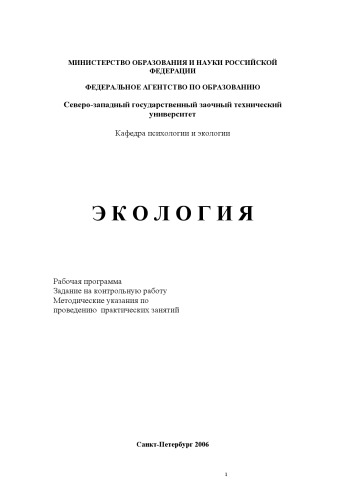 МИНИСТЕРСТВО ОБРАЗОВАНИЯ И НАУКИ РОССИЙСКОЙ
ФЕДЕРАЦИИ
ФЕДЕРАЛЬНОЕ АГЕНТСТВО ПО ОБРАЗОВАНИЮ
Северо-западный государственный заочный технический
университет
Кафедра психологии и экологии
Э К О Л О Г И Я
Рабочая программа
Задание на контрольную работу
Методические указания по
проведению практических занятий
Санкт-Петербург 2006
1